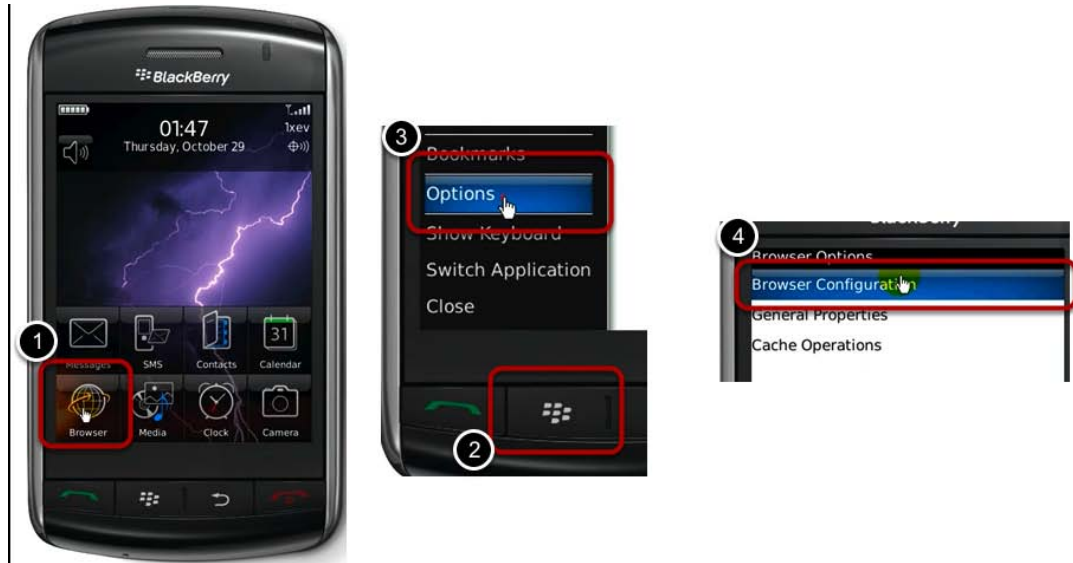 BlackBerry
01:47
1xev
Thursday, October 29
31
Messages
SMS
Contacts
Calendar
Browser
Media
Clock
Camera
1
3
Bookmarks
Options
Show Keyboard
Switch Application
Close
2
4
BlackBerry
Browser Options
Browser Configuration
General Properties
Cache Operations